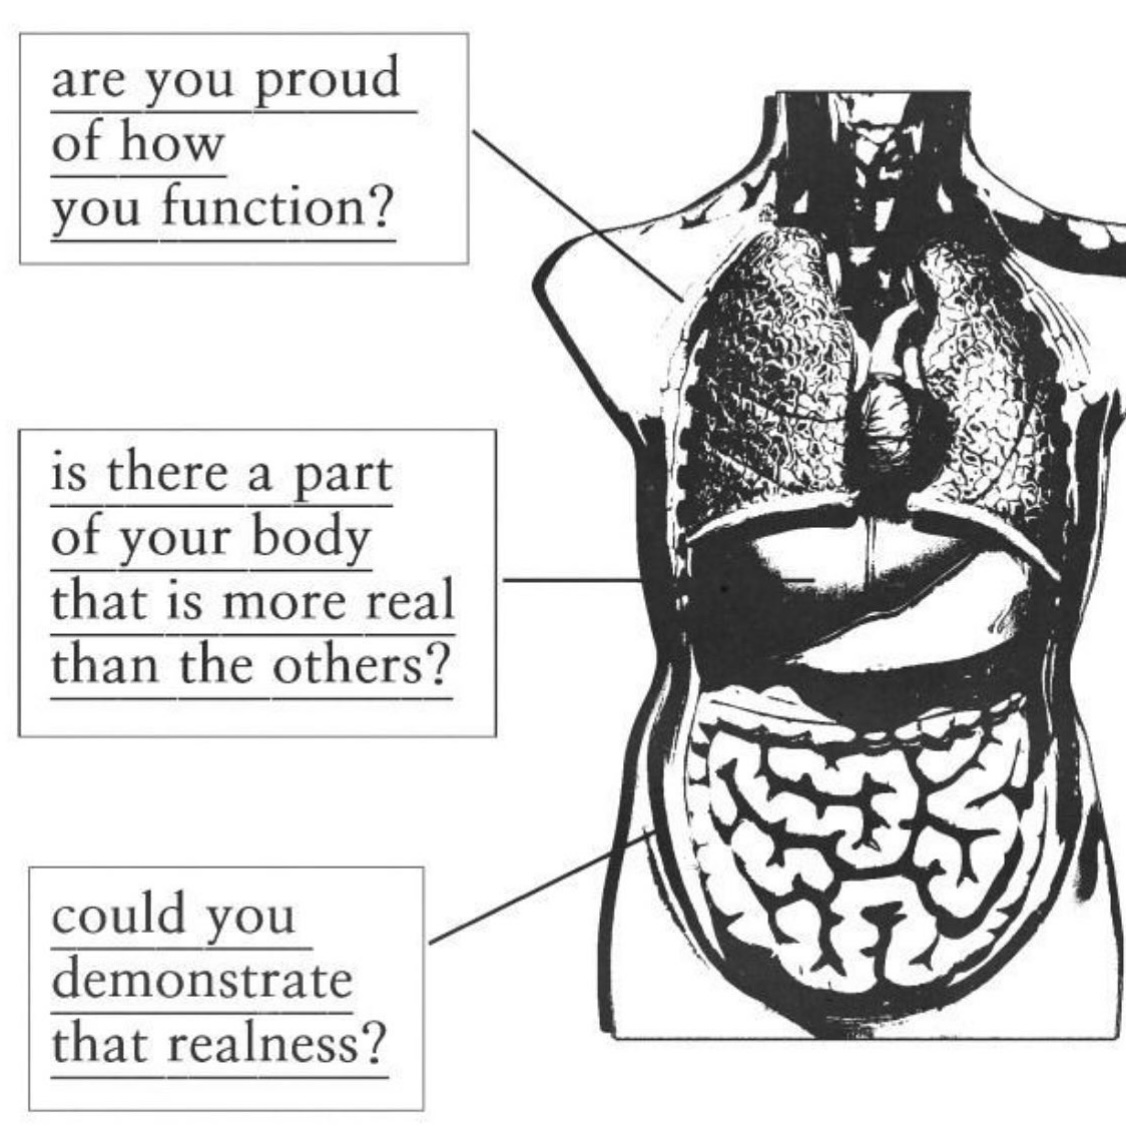 are you proud
of how
you function?
is there a part
of your body
that is more real
than the others?
could you
demonstrate
that realness?